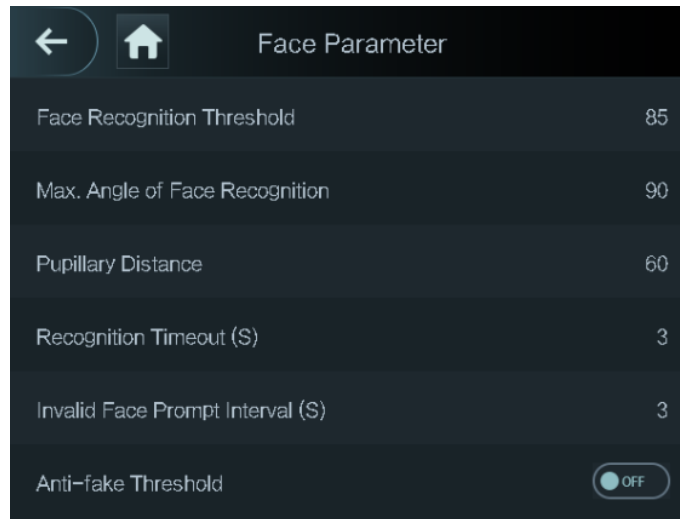 Face Parameter
Face Recognition Threshold 85
Max. Angle of Face Recognition 90
Pupillary Distance 60
Recognition Timeout (S) 3
Invalid Face Prompt Interval (S) 3
Anti-fake Threshold OFF